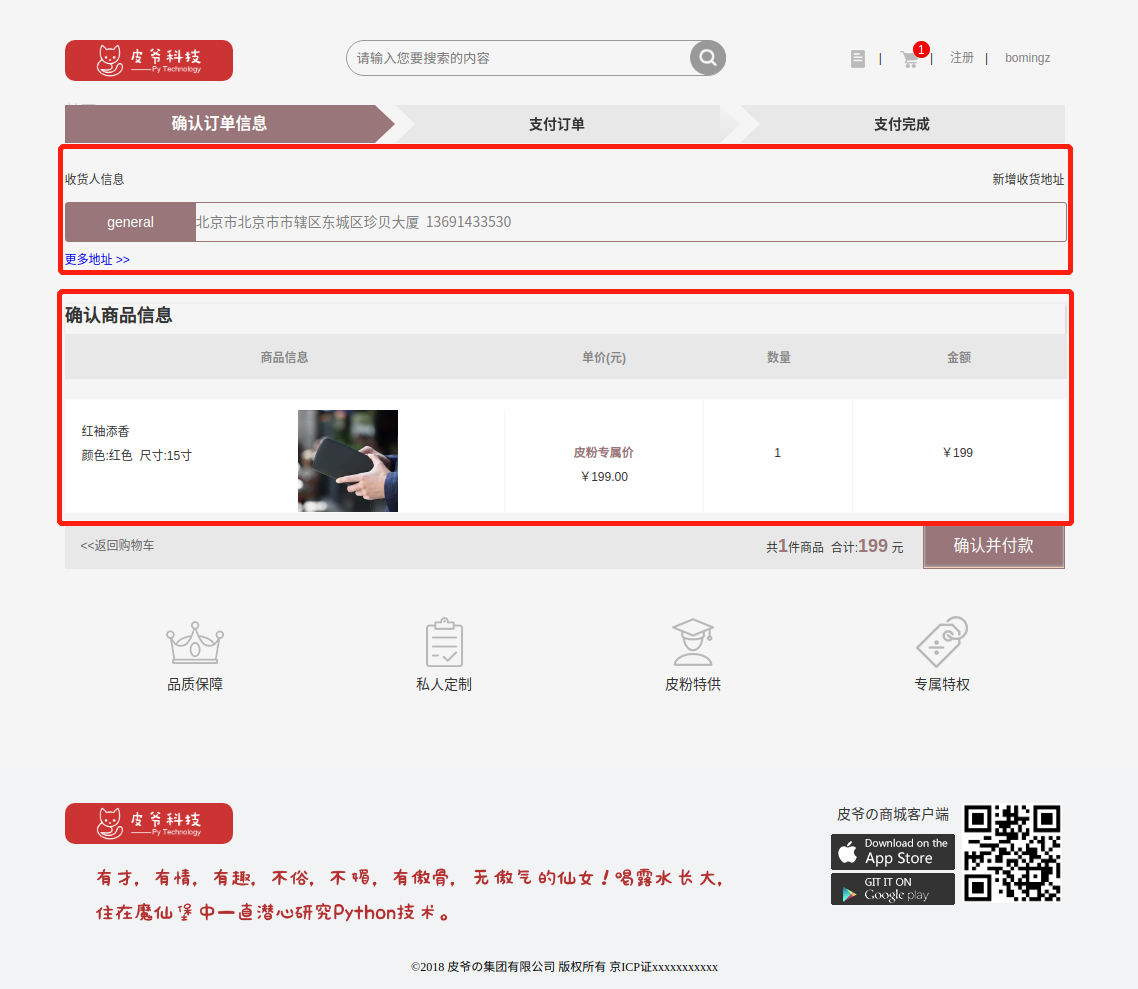 皮爷科技
——Py Technology
请输入您要搜索的内容
|
1
| 注册 | bomingz
确认订单信息 支付订单 支付完成
收货人信息 新增收货地址
general 北京市北京市市辖区东城区珍贝大厦 13691433530
更多地址 >>
确认商品信息
商品信息 单价(元) 数量 金额
红袖添香
颜色:红色 尺寸:15寸
皮粉专属价
￥199.00
1
￥199
<<返回购物车 共1件商品 合计:199 元 确认并付款
品质保障 私人定制 皮粉特供 专属特权
皮爷科技
——Py Technology
皮爷の商城客户端
Download on the
App Store
GET IT ON
Google play
有才，有情，有趣，不俗，不媚，有傲骨，无傲气的仙女！喝露水长大，
住在魔仙堡中一直潜心研究Python技术。
©2018 皮爷の集团有限公司 版权所有 京ICP证xxxxxxxxxxx